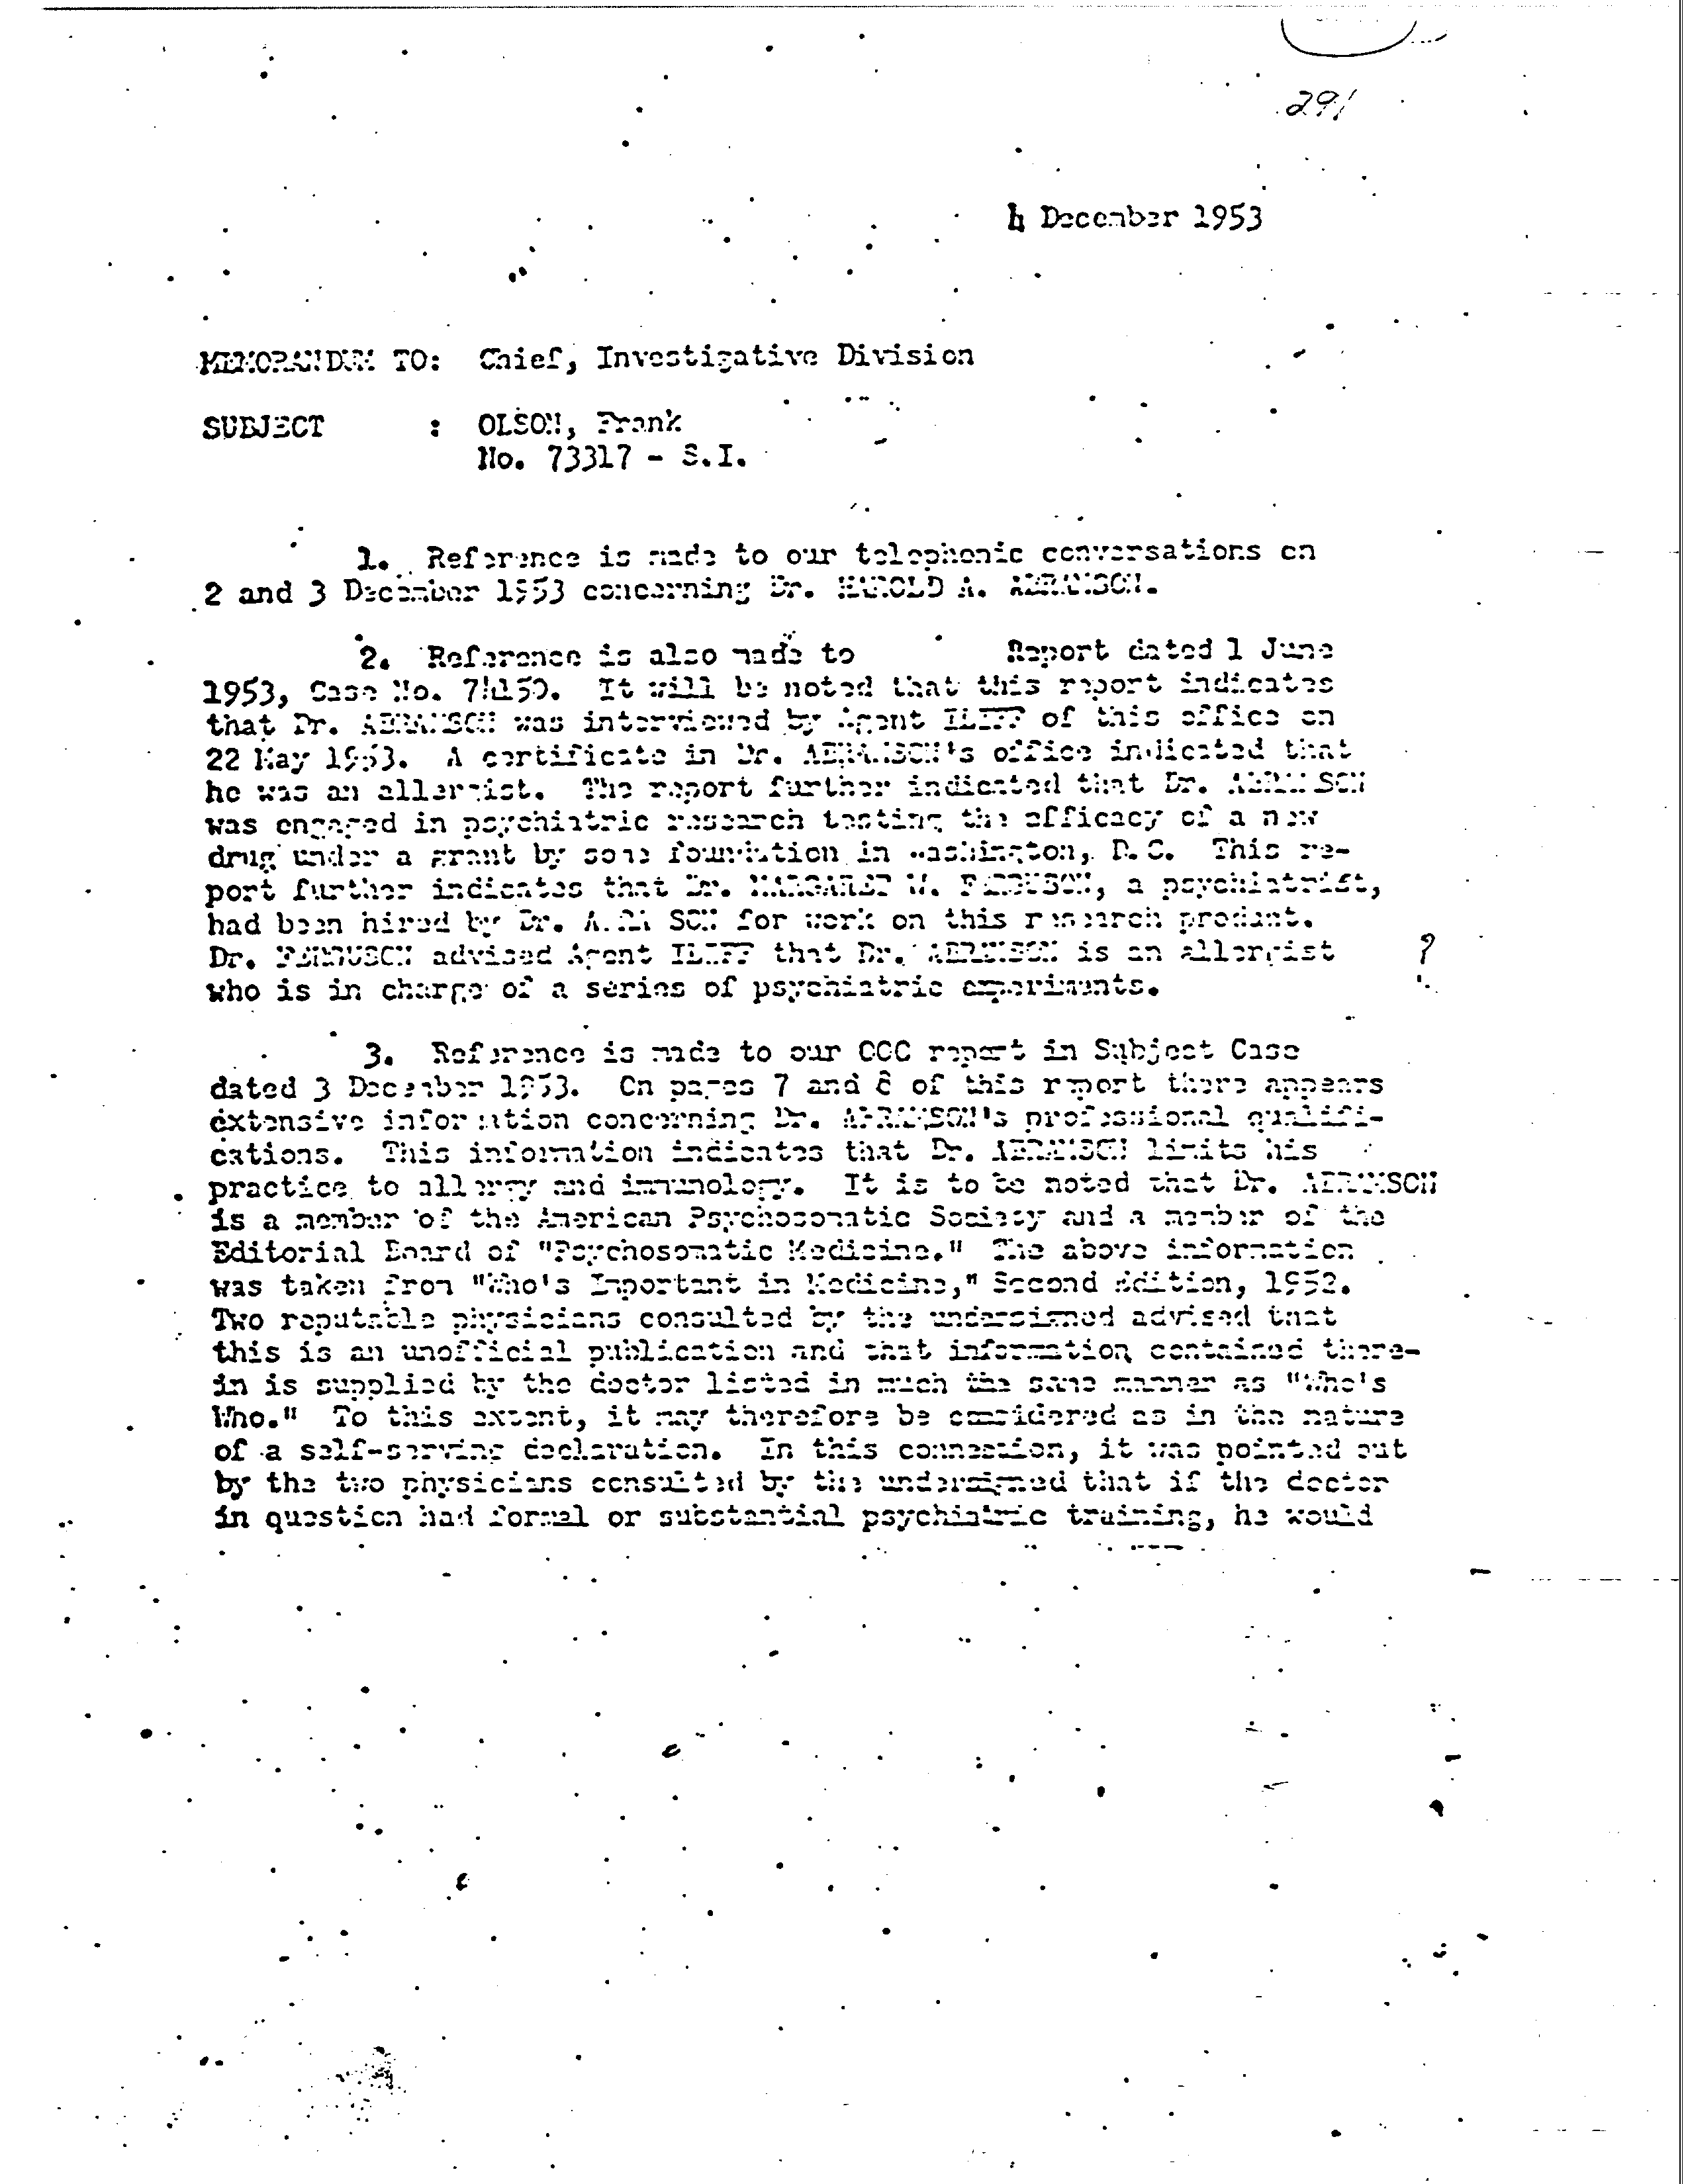 291
4 December 1953
MEMORANDUM TO: Chief, Investigative Division
SUBJECT : OLSON, Frank
No. 73317 - S.I.
1. Reference is made to our telephonic conversations on
2 and 3 December 1953 concerning Dr. HAROLD A. ABRAMSON.
2. Reference is also made to Report dated 1 June
1953, Case No. It will be noted that this report indicates
that Dr. ABRAMSON was interviewed by Agent ILIFF of this office on
22 May 1953. A certificate in Dr. ABRAMSON's office indicated that
he was an allergist. The report further indicated that Dr. ABRAMSON
was engaged in psychiatric research testing the efficacy of a new
drug under a grant by some foundation in Washington, D.C. This re-
port further indicates that Dr. MARGARET W. FERGUSON, a psychiatrist,
had been hired by Dr. ABRAMSON for work on this research
Dr. FERGUSON advised Agent ILIFF that Dr. ABRAMSON is an allergist ?
who is in charge of a series of psychiatric experiments.
3. Reference is made to our report in Subject Case
dated 3 December 1953. On pages 7 and 8 of this report there appears
extensive information concerning Dr. ABRAMSON's professional qualifi-
cations. This information indicates that Dr. ABRAMSON limits his
practice to allergy and immunology. It is to be noted that Dr. ABRAMSON
is a member of the American Psychosomatic Society and a member of the
Editorial Board of "Psychosomatic Medicine." The above information
was taken from "Who's Important in Medicine," Second Edition, 1952.
Two reputable physicians consulted by the undersigned advised that
this is an unofficial publication and that information contained there-
in is supplied by the doctor listed in much the same manner as "Who's
Who." To this extent, it may therefore be considered as in the nature
of a self-serving declaration. In this connection, it was pointed out
by the two physicians consulted by the undersigned that if the doctor
in question had formal or substantial psychiatric training, he would